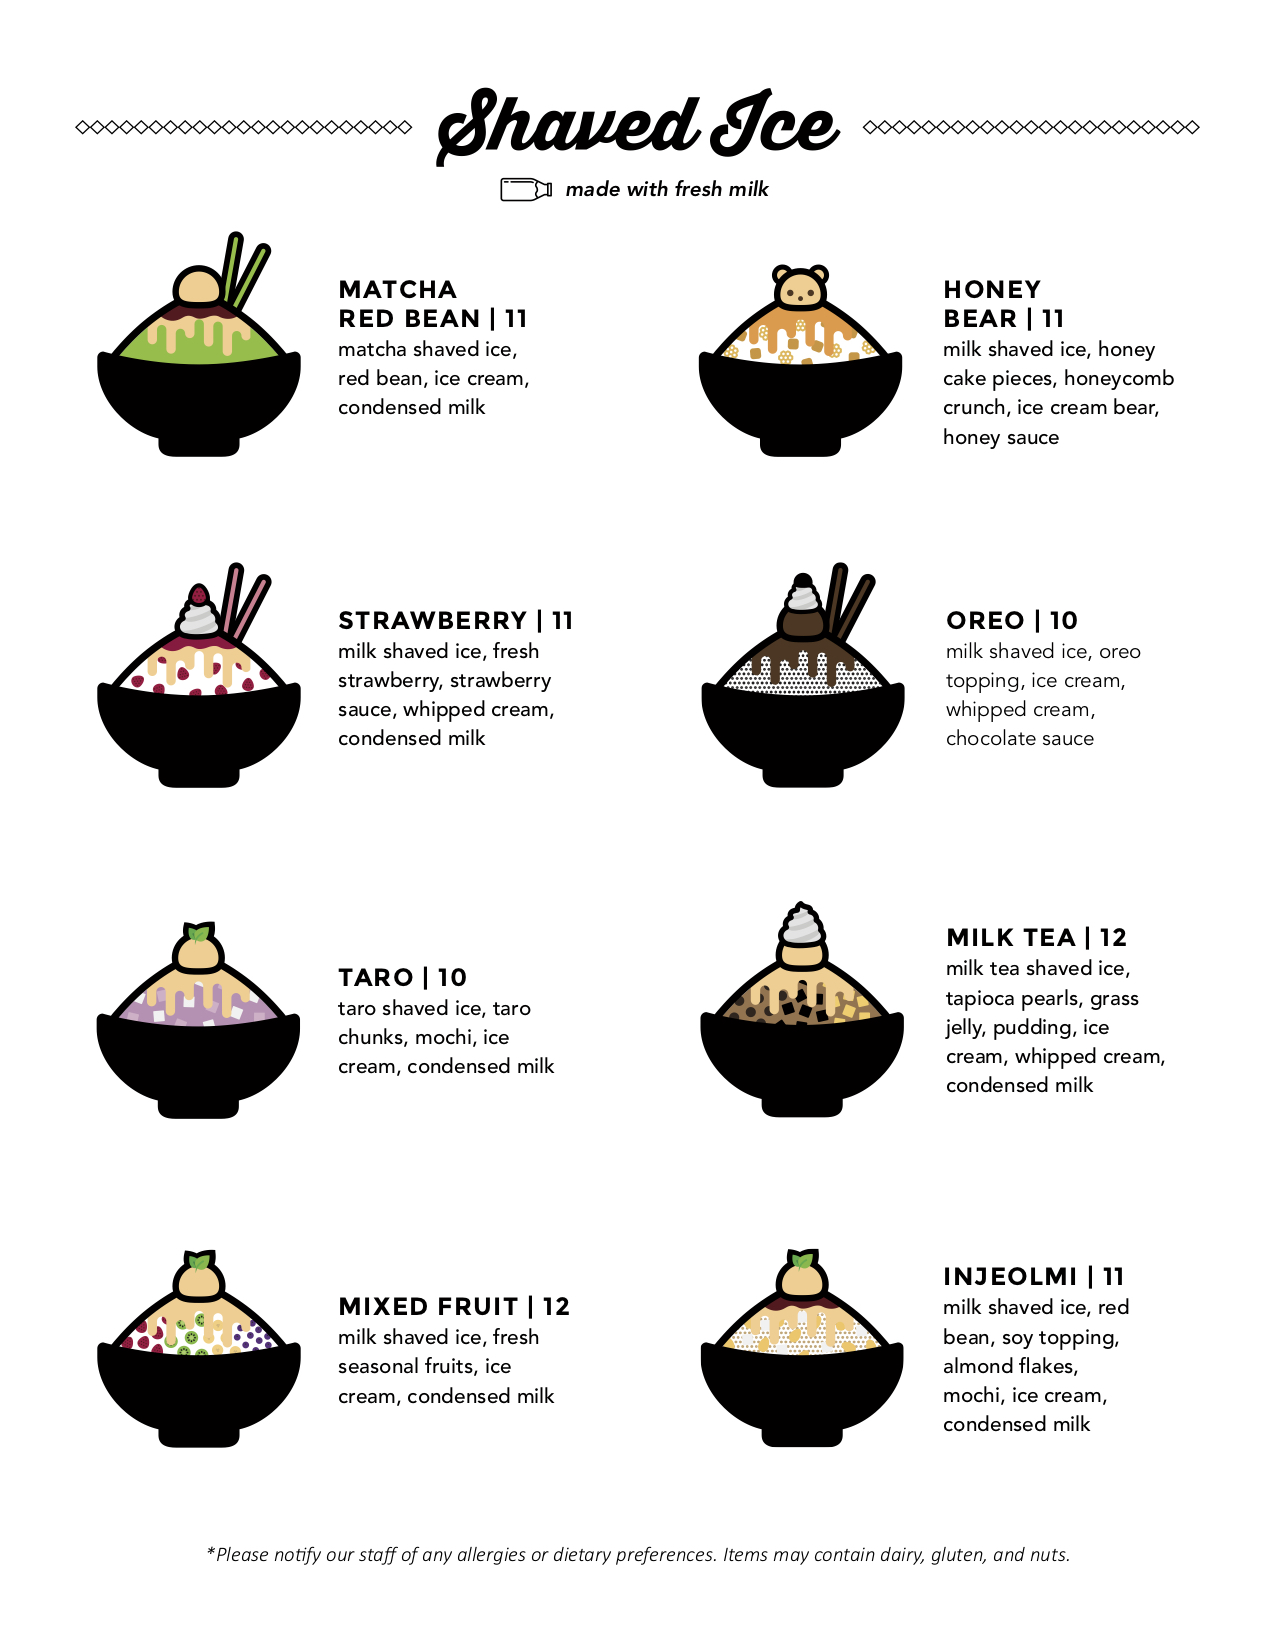 Shaved Ice
made with fresh milk
MATCHA
RED BEAN | 11
matcha shaved ice,
red bean, ice cream,
condensed milk
HONEY
BEAR | 11
milk shaved ice, honey
cake pieces, honeycomb
crunch, ice cream bear,
honey sauce
STRAWBERRY | 11
milk shaved ice, fresh
strawberry, strawberry
sauce, whipped cream,
condensed milk
OREO | 10
milk shaved ice, oreo
topping, ice cream,
whipped cream,
chocolate sauce
TARO | 10
taro shaved ice, taro
chunks, mochi, ice
cream, condensed milk
MILK TEA | 12
milk tea shaved ice,
tapioca pearls, grass
jelly, pudding, ice
cream, whipped cream,
condensed milk
MIXED FRUIT | 12
milk shaved ice, fresh
seasonal fruits, ice
cream, condensed milk
INJEOLMI | 11
milk shaved ice, red
bean, soy topping,
almond flakes,
mochi, ice cream,
condensed milk
*Please notify our staff of any allergies or dietary preferences. Items may contain dairy, gluten, and nuts.